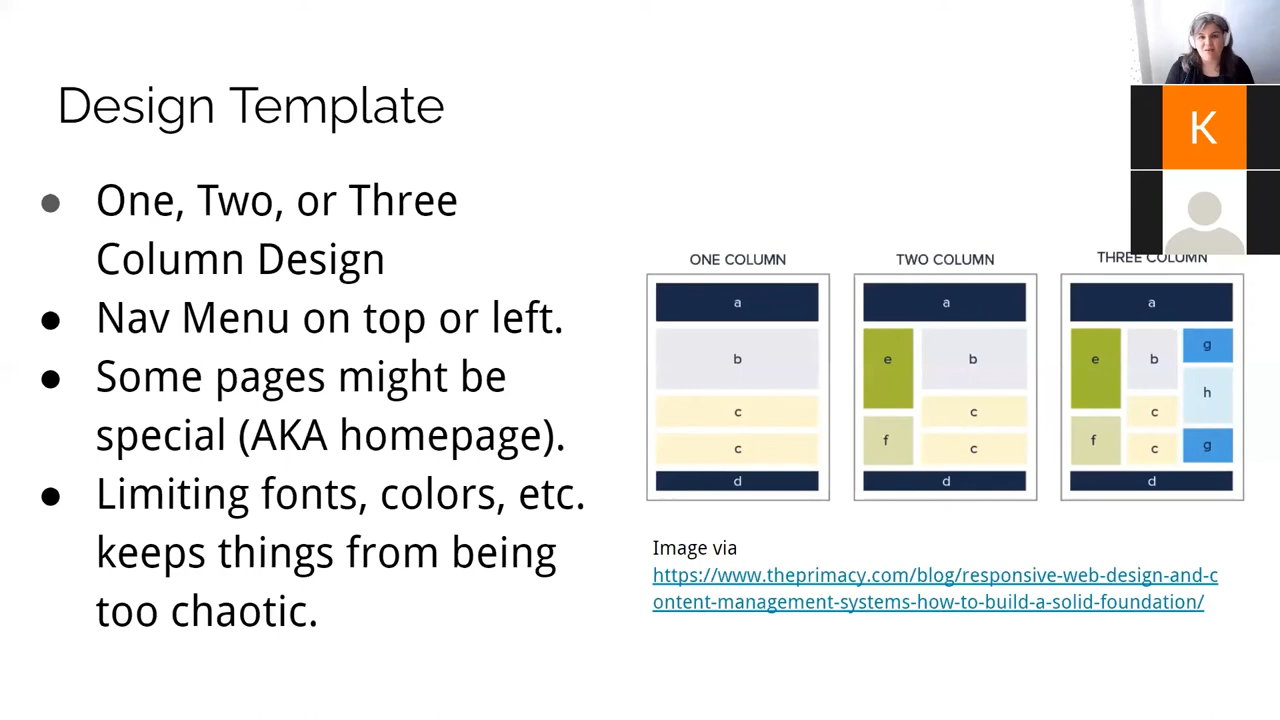 Design Template
● One, Two, or Three
Column Design
● Nav Menu on top or left.
● Some pages might be
special (AKA homepage).
● Limiting fonts, colors, etc.
keeps things from being
too chaotic.
K
ONE COLUMN
a
b
c
c
d
TWO COLUMN
a
e
b
c
f
c
d
THREE COLUMN
a
e
b
g
h
c
f
c
g
d
Image via
https://www.theprimacy.com/blog/responsive-web-design-and-c
ontent-management-systems-how-to-build-a-solid-foundation/